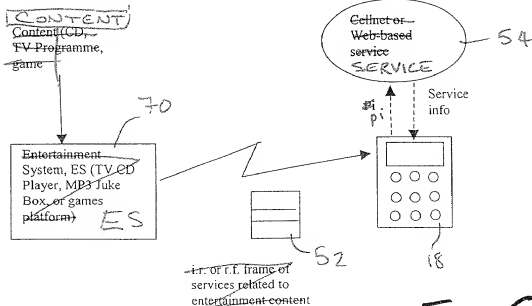 CONTENT
Content (CD,
TV Programme,
game
Cellnet or
Web-based
service
SERVICE
54
Service
info
pi
70
Entertainment
System, ES (TV CD
Player, MP3 Juke
Box, or games
platform)
ES
52
18
i.r. or r.f. frame of
services related to
entertainment content